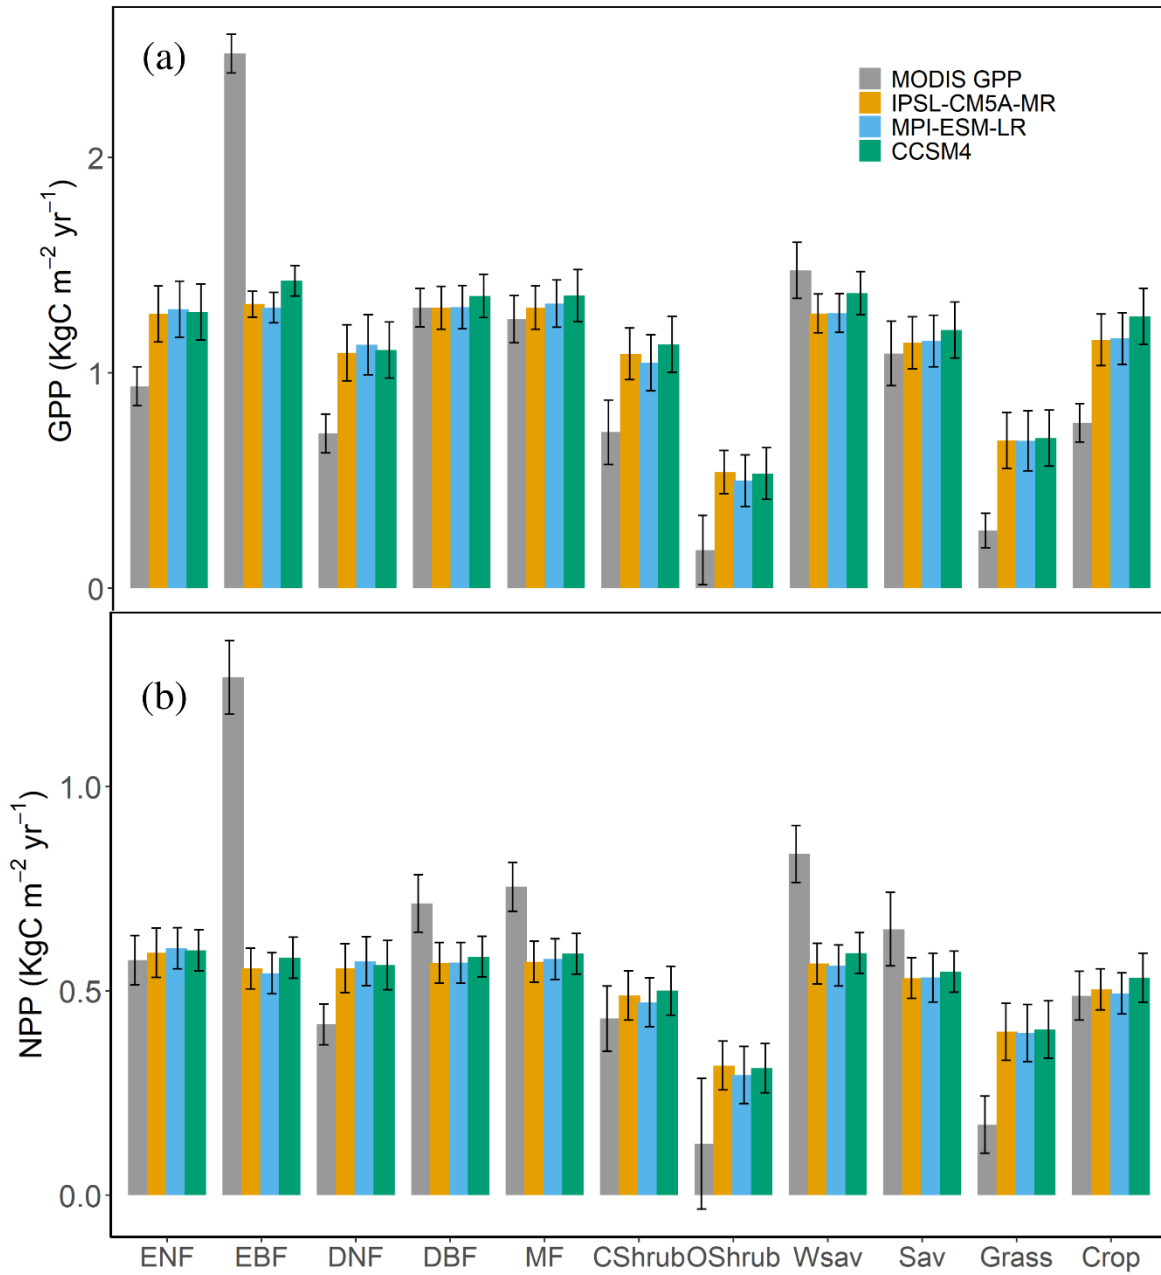 (a)
MODIS GPP
IPSL-CM5A-MR
MPI-ESM-LR
CCSM4
GPP (KgC m⁻² yr⁻¹)
2
1
0
(b)
NPP (KgC m⁻² yr⁻¹)
1.0
0.5
0.0
ENF EBF DNF DBF MF CShrub OShrub Wsav Sav Grass Crop